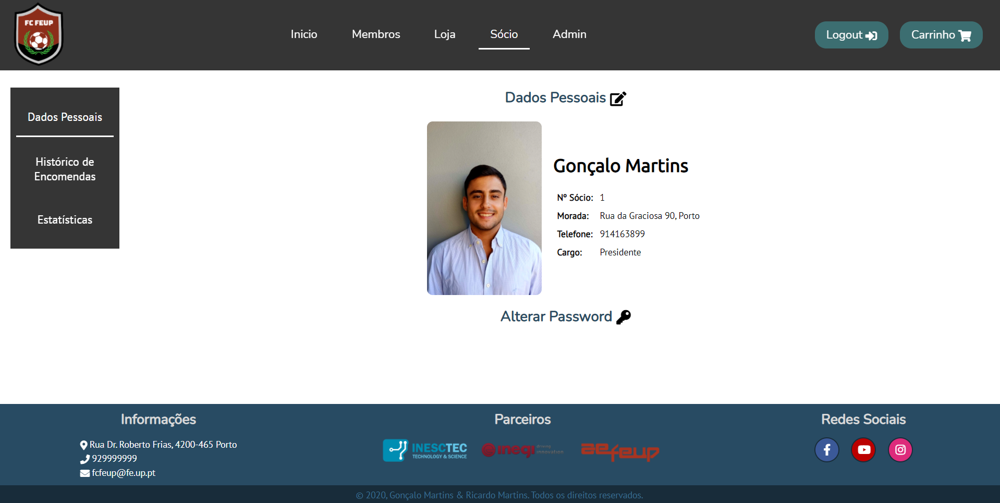 FC FEUP
Inicio
Membros
Loja
Sócio
Admin
Logout
Carrinho
Dados Pessoais
Histórico de
Encomendas
Estatísticas
Dados Pessoais
Gonçalo Martins
Nº Sócio: 1
Morada: Rua da Graciosa 90, Porto
Telefone: 914163899
Cargo: Presidente
Alterar Password
Informações
Rua Dr. Roberto Frias, 4200-465 Porto
929999999
fcfeup@fe.up.pt
Parceiros
INESCTEC
TECHNOLOGY & SCIENCE
inegi driving
innovation
aefeup
Redes Sociais
© 2020, Gonçalo Martins & Ricardo Martins. Todos os direitos reservados.